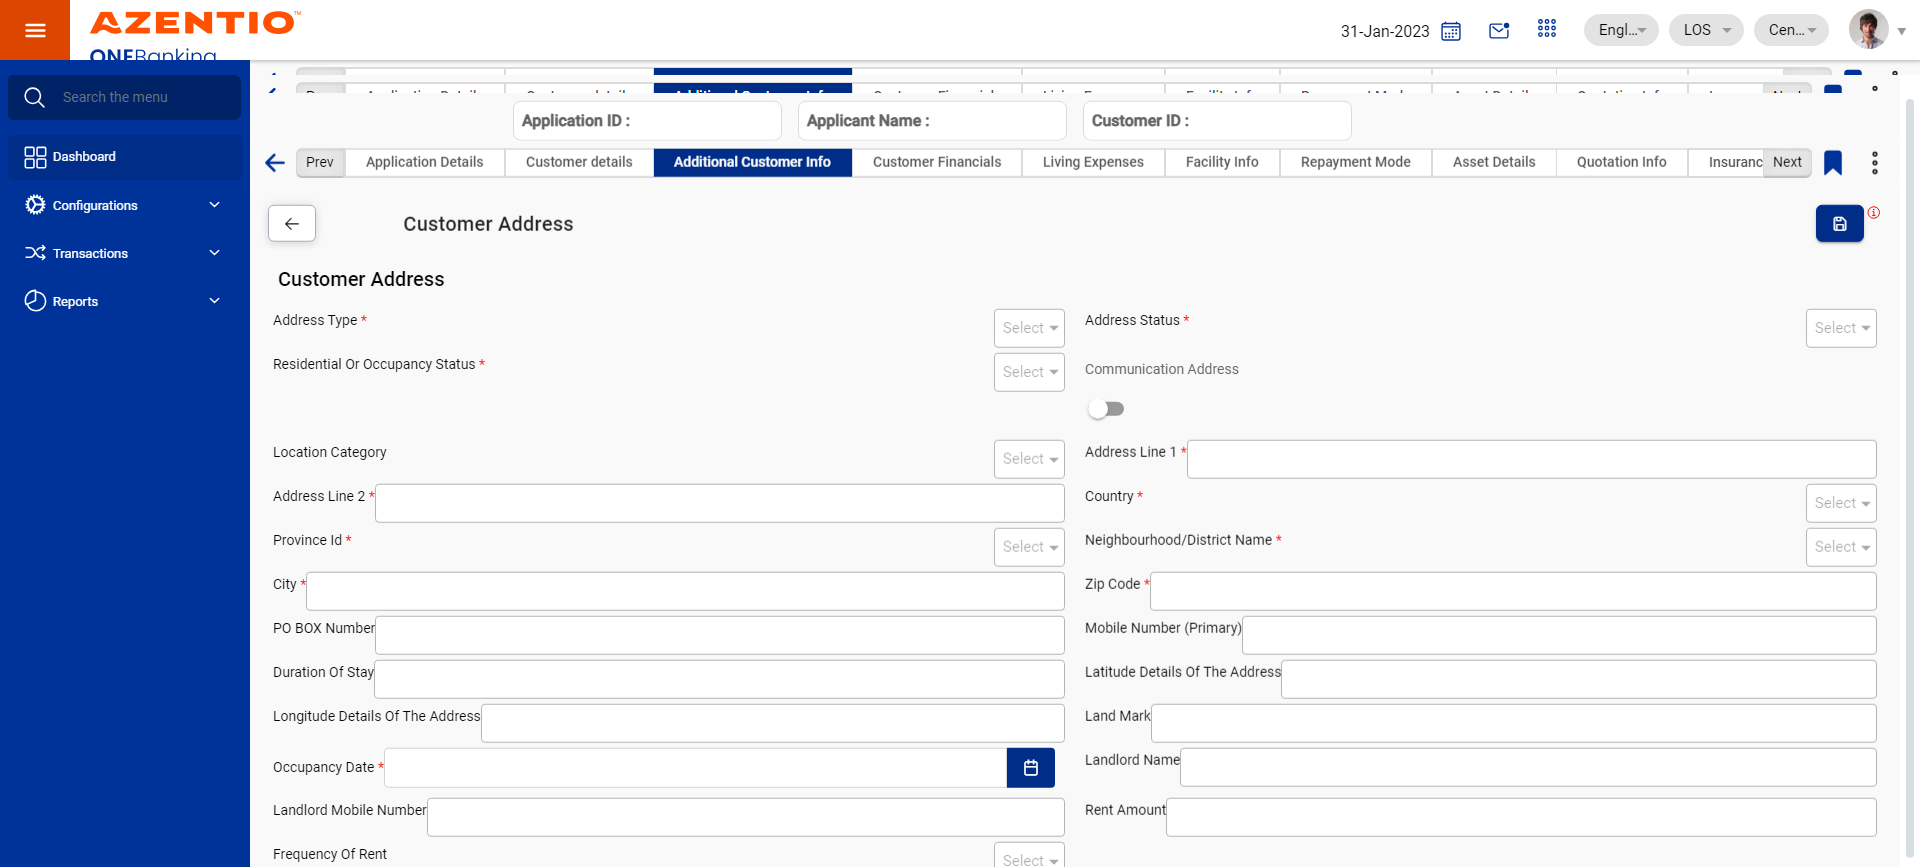 AZENTIO™
ONEBanking
31-Jan-2023
Engl...
LOS
Cen...
Search the menu
Dashboard
Configurations
Transactions
Reports
Application ID :
Applicant Name :
Customer ID :
Prev
Application Details
Customer details
Additional Customer Info
Customer Financials
Living Expenses
Facility Info
Repayment Mode
Asset Details
Quotation Info
Insuranc
Next
Customer Address
Customer Address
Address Type *
Select
Address Status *
Select
Residential Or Occupancy Status *
Select
Communication Address
Location Category
Select
Address Line 1 *
Address Line 2 *
Country *
Select
Province Id *
Select
Neighbourhood/District Name *
Select
City *
Zip Code *
PO BOX Number
Mobile Number (Primary)
Duration Of Stay
Latitude Details Of The Address
Longitude Details Of The Address
Land Mark
Occupancy Date *
Landlord Name
Landlord Mobile Number
Rent Amount
Frequency Of Rent
Select